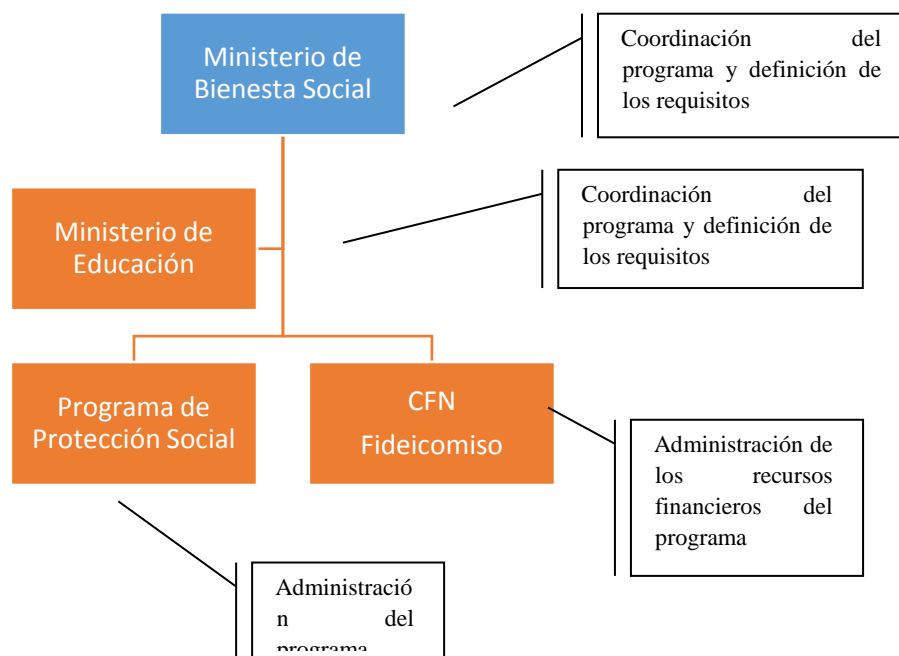 Ministerio de
Bienesta Social
Coordinación del
programa y definición de
los requisitos
Ministerio de
Educación
Coordinación del
programa y definición de
los requisitos
Programa de
Protección Social
CFN
Fideicomiso
Administración de
los recursos
financieros del
programa
Administració
n del
programa